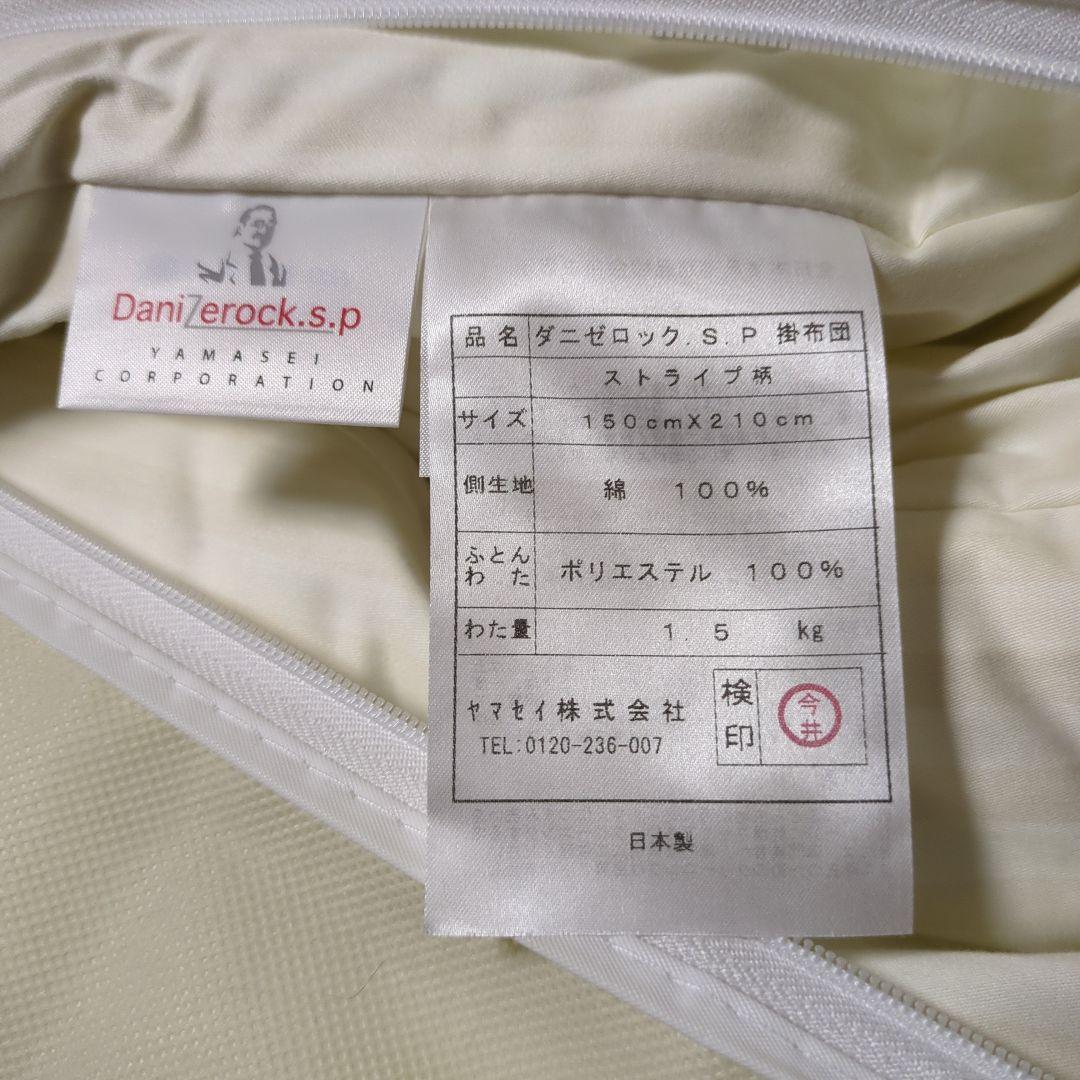 DaniZerock.s.p
YAMASEI
CORPORATION
品名 ダニゼロック.S.P 掛布団
ストライプ柄
サイズ 150cmX210cm
側生地 綿 100%
ふとん
わた ポリエステル 100%
わた量 1.5 kg
ヤマセイ株式会社
TEL:0120-236-007
検
印
今
井
日本製